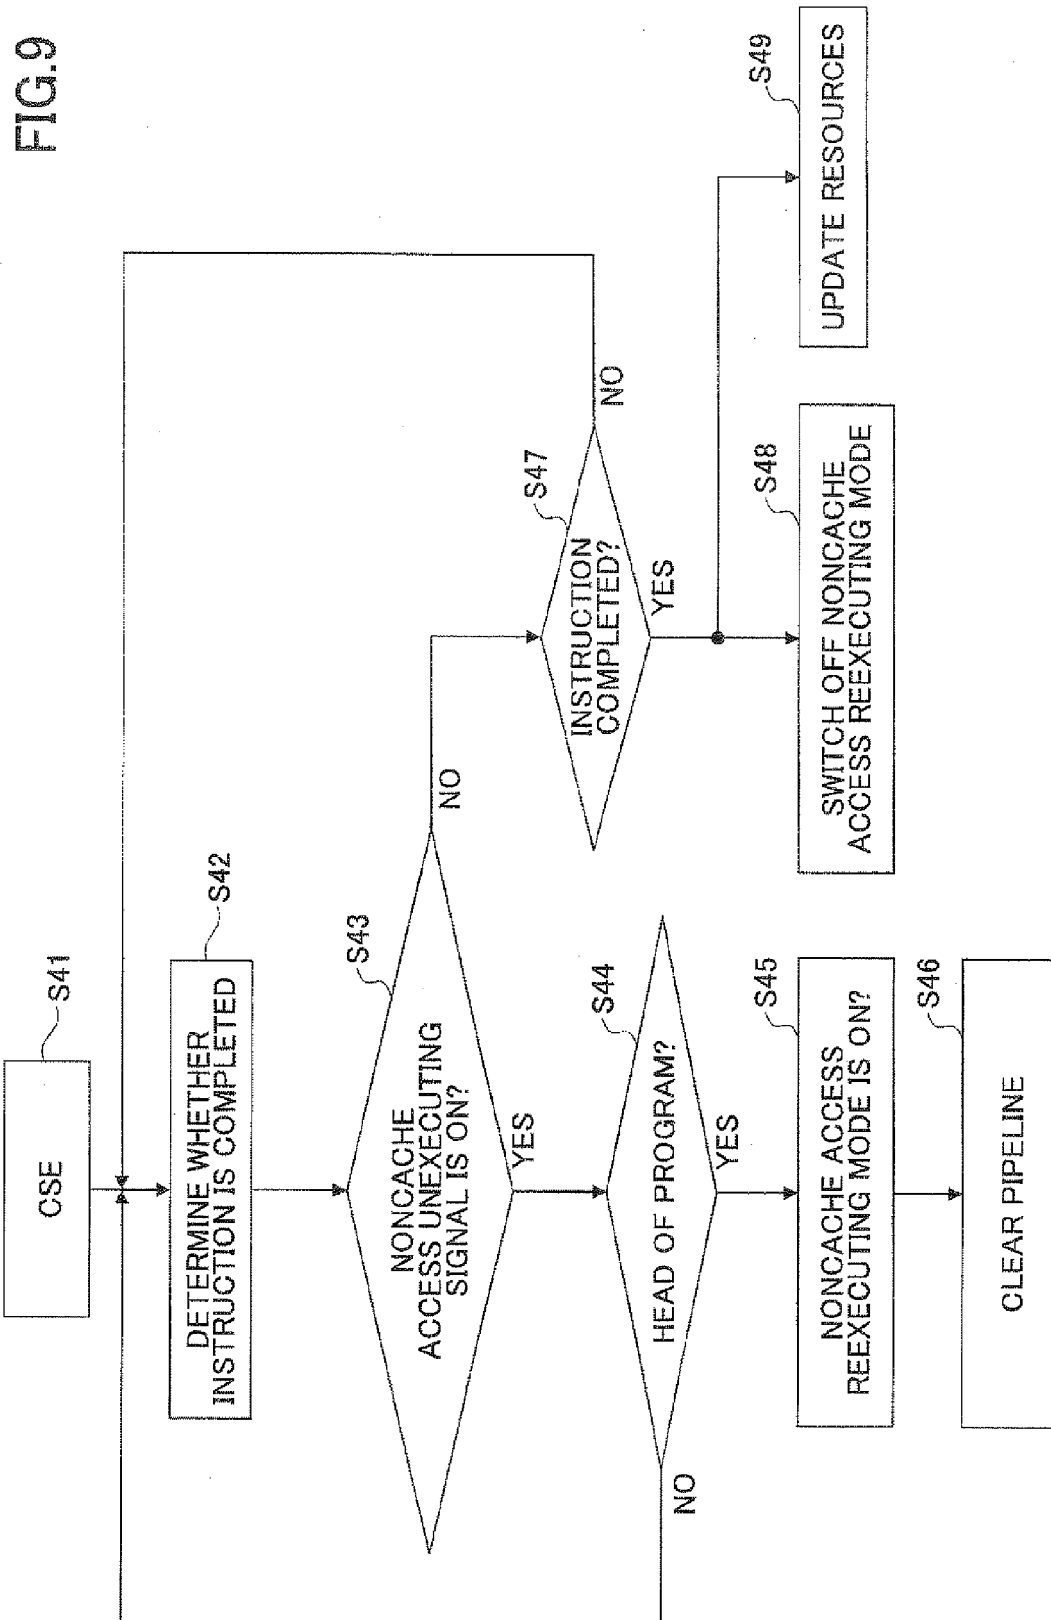 FIG.9
CSE
S41
DETERMINE WHETHER
INSTRUCTION IS COMPLETED
S42
NONCACHE
ACCESS UNEXECUTING
SIGNAL IS ON?
S43
NO
YES
HEAD OF PROGRAM?
S44
NO
YES
NONCACHE ACCESS
REEXECUTING MODE IS ON?
S45
CLEAR PIPELINE
S46
INSTRUCTION
COMPLETED?
S47
NO
YES
SWITCH OFF NONCACHE
ACCESS REEXECUTING MODE
S48
UPDATE RESOURCES
S49